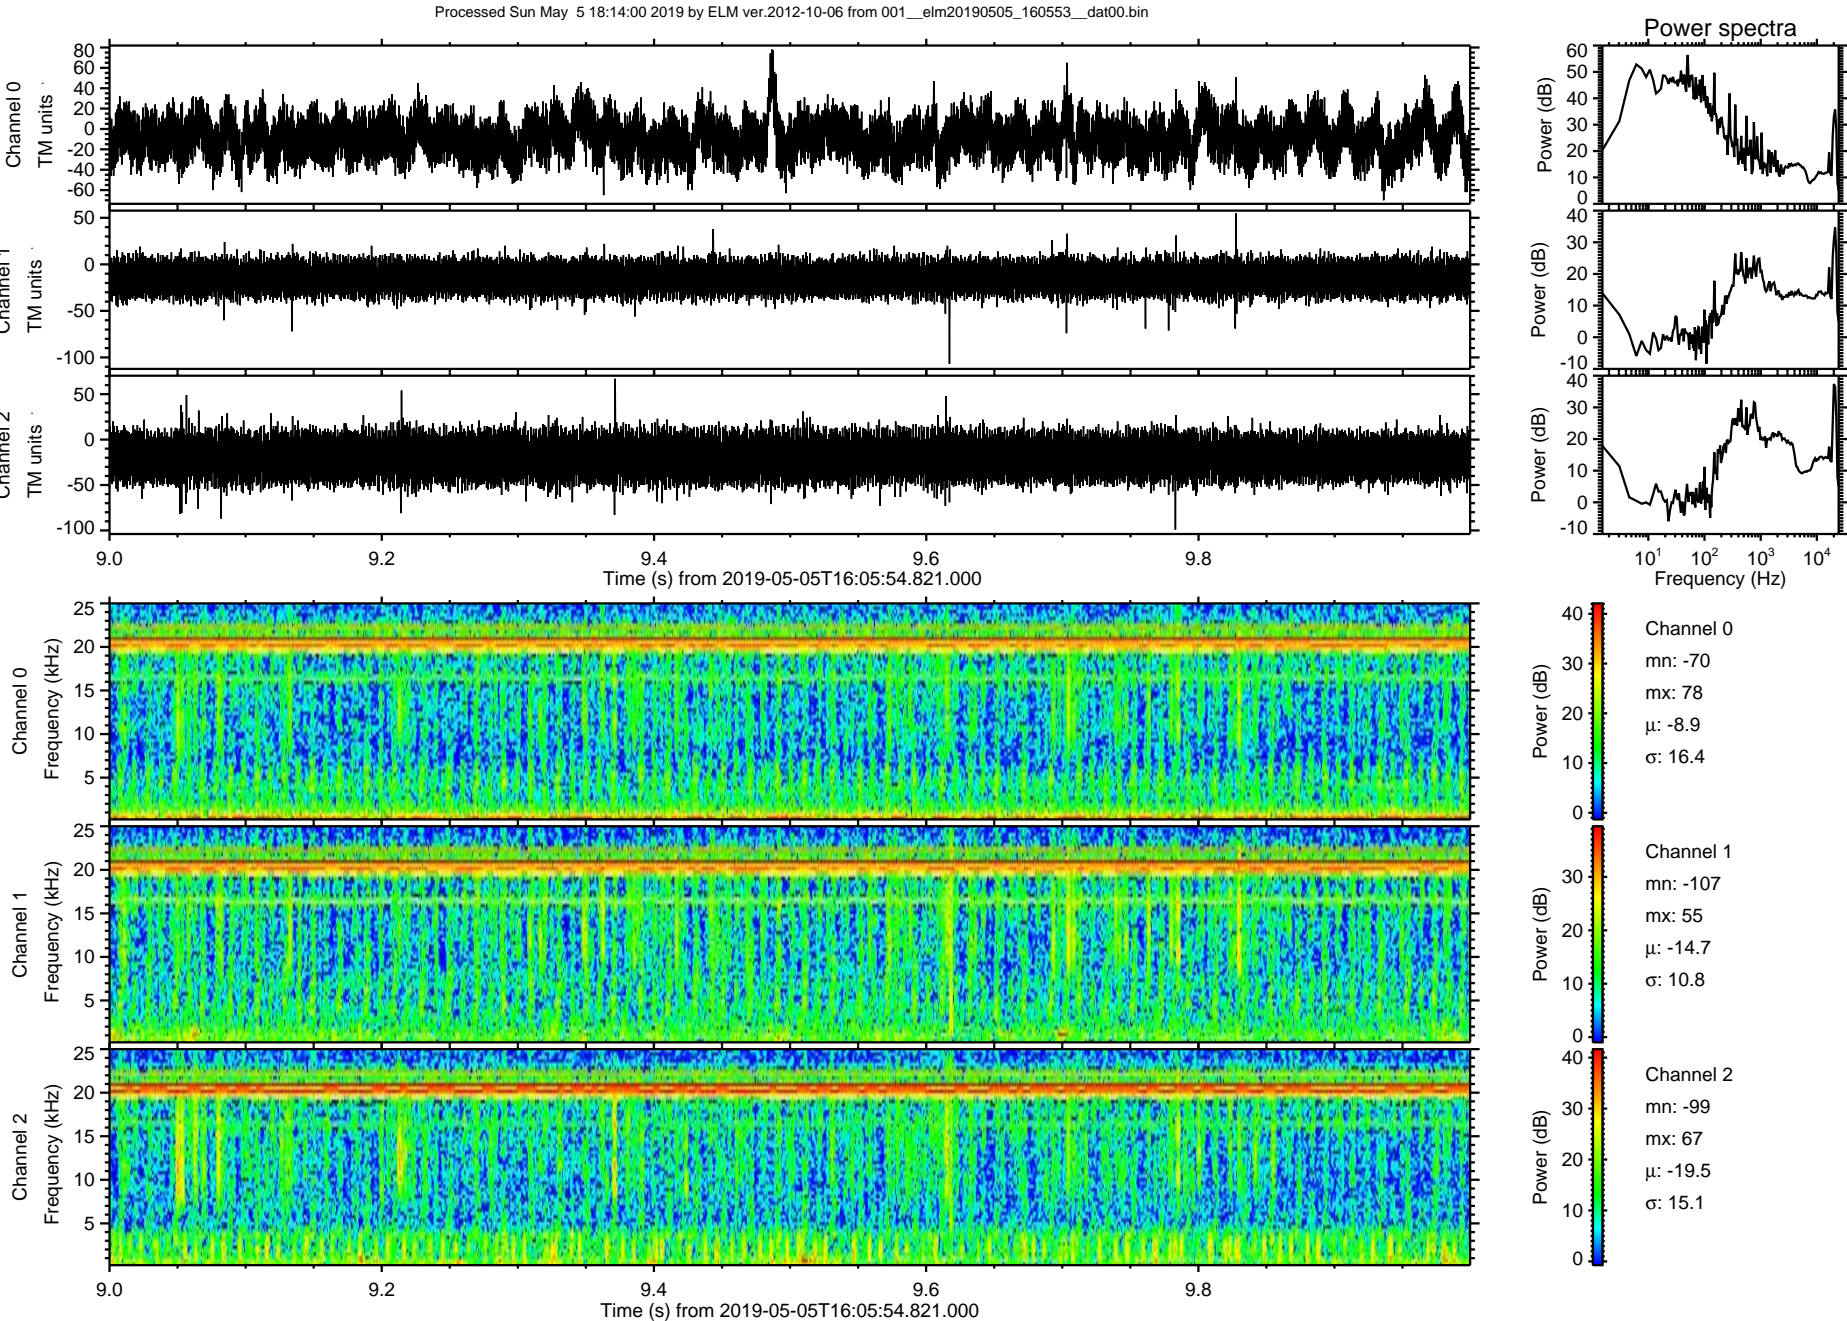 Processed Sun May  5 18:14:00 2019 by ELM ver.2012-10-06 from 001__elm20190505_160553__dat00.bin
Power spectra
Channel 0
TM units
80
60
40
20
0
-20
-40
-60
Power (dB)
60
50
40
30
20
10
0
Channel 1
TM units
50
0
-50
-100
Power (dB)
40
30
20
10
0
-10
Channel 2
TM units
50
0
-50
-100
Power (dB)
40
30
20
10
0
-10
9.0 9.2 9.4 9.6 9.8
Time (s) from 2019-05-05T16:05:54.821.000
10^1 10^2 10^3 10^4
Frequency (Hz)
Channel 0
Frequency (kHz)
25
20
15
10
5
Power (dB)
40
30
20
10
0
Channel 0
mn: -70
mx: 78
μ: -8.9
σ: 16.4
Channel 1
Frequency (kHz)
25
20
15
10
5
Power (dB)
30
20
10
0
Channel 1
mn: -107
mx: 55
μ: -14.7
σ: 10.8
Channel 2
Frequency (kHz)
25
20
15
10
5
Power (dB)
40
30
20
10
0
Channel 2
mn: -99
mx: 67
μ: -19.5
σ: 15.1
9.0 9.2 9.4 9.6 9.8
Time (s) from 2019-05-05T16:05:54.821.000